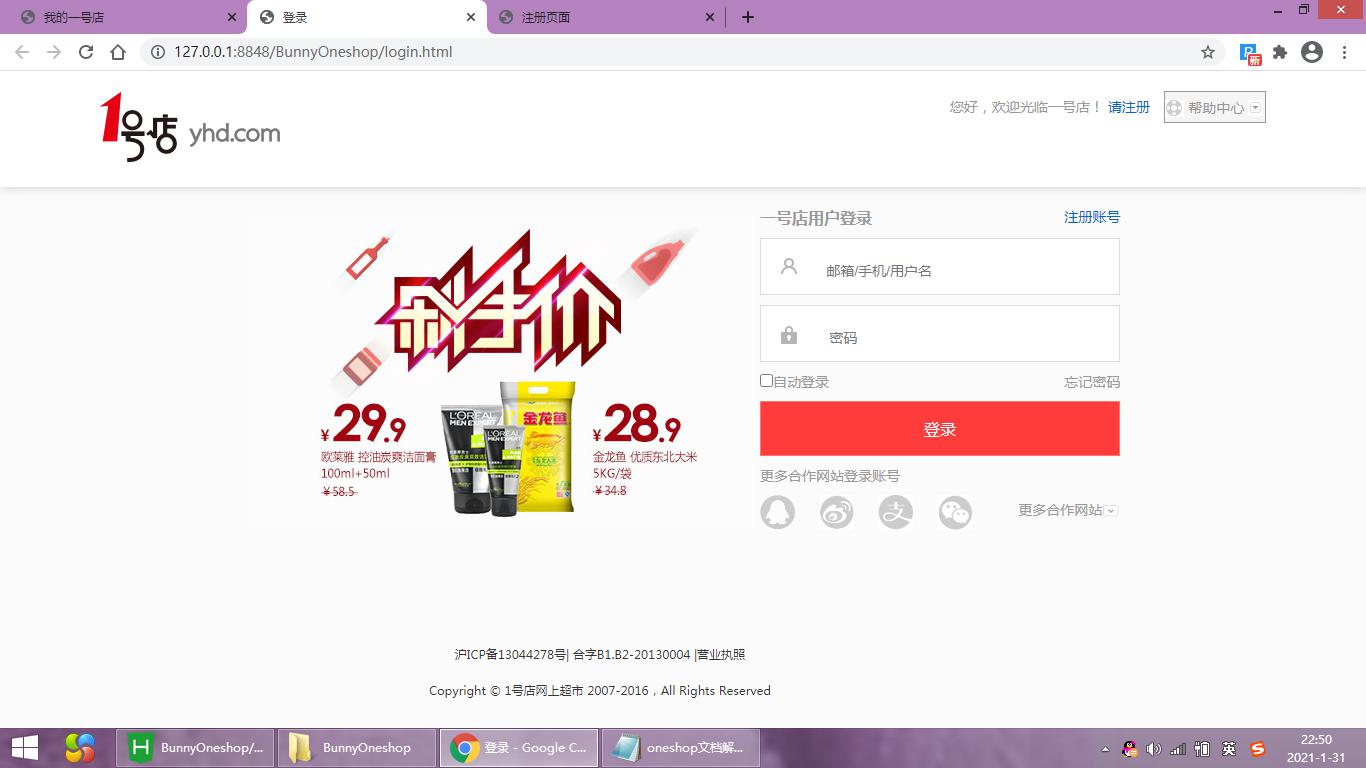 我的一号店
登录
注册页面
127.0.0.1:8848/BunnyOneshop/login.html
新
1号店 yhd.com
您好，欢迎光临一号店！ 请注册 帮助中心
一号店用户登录 注册账号
邮箱/手机/用户名
密码
自动登录 忘记密码
登录
更多合作网站登录账号
更多合作网站
秒杀价
¥29.9
欧莱雅 控油炭爽洁面膏
100ml+50ml
¥58.5
L'OREAL
MEN EXPERT
金龙鱼
¥28.9
金龙鱼 优质东北大米
5KG/袋
¥34.8
沪ICP备13044278号| 合字B1.B2-20130004 |营业执照
Copyright © 1号店网上超市 2007-2016，All Rights Reserved
BunnyOneshop/...
BunnyOneshop
登录 - Google C...
oneshop文档解...
英
22:50
2021-1-31